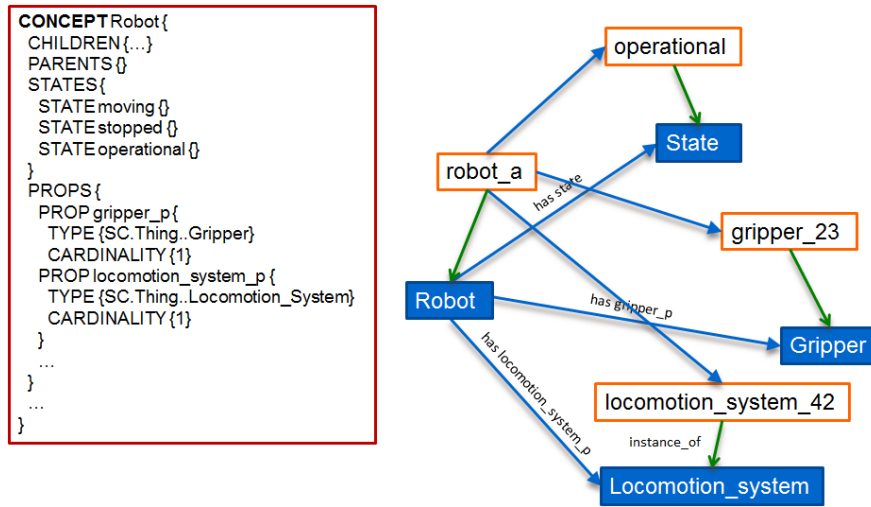 CONCEPT Robot {
CHILDREN {…}
PARENTS {}
STATES {
STATE moving {}
STATE stopped {}
STATE operational {}
}
PROPS {
PROP gripper_p {
TYPE {SC.Thing..Gripper}
CARDINALITY {1}
PROP locomotion_system_p {
TYPE {SC.Thing..Locomotion_System}
CARDINALITY {1}
}
…
}
…
}
operational
State
robot_a
has state
gripper_23
Robot
has gripper_p
Gripper
has locomotion_system_p
locomotion_system_42
instance_of
Locomotion_system